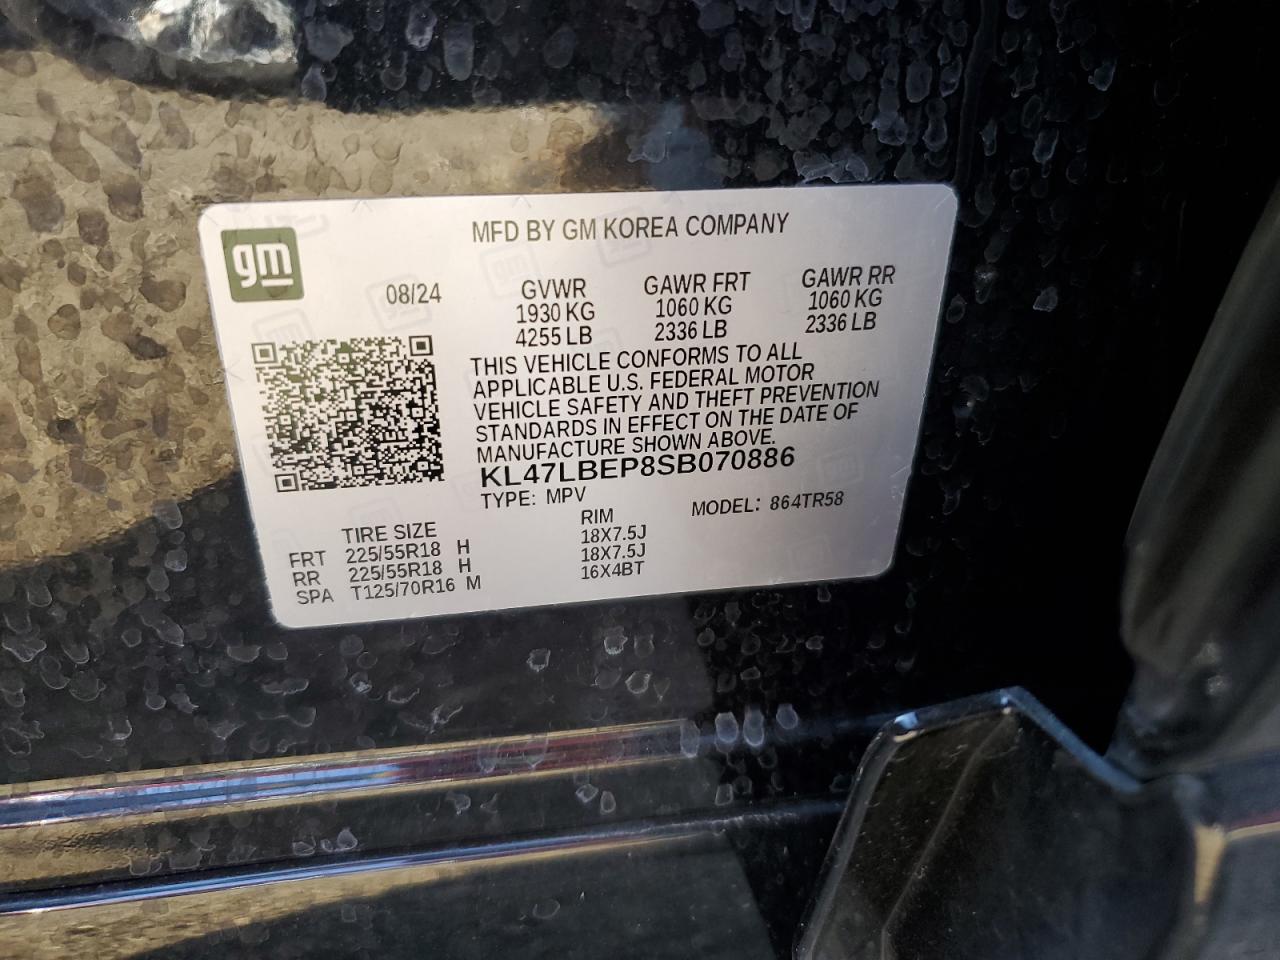 MFD BY GM KOREA COMPANY
gm
08/24
GVWR GAWR FRT GAWR RR
1930 KG 1060 KG 1060 KG
4255 LB 2336 LB 2336 LB
THIS VEHICLE CONFORMS TO ALL
APPLICABLE U.S. FEDERAL MOTOR
VEHICLE SAFETY AND THEFT PREVENTION
STANDARDS IN EFFECT ON THE DATE OF
MANUFACTURE SHOWN ABOVE.
KL47LBEP8SB070886
TYPE: MPV MODEL: 864TR58
TIRE SIZE RIM
FRT 225/55R18 H 18X7.5J
RR 225/55R18 H 18X7.5J
SPA T125/70R16 M 16X4BT